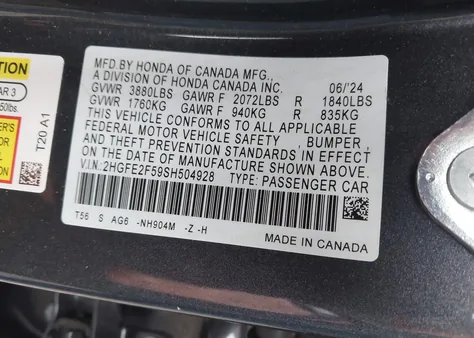 TION
AR 3
50lbs.
T20 A1
MFD.BY HONDA OF CANADA MFG.,
A DIVISION OF HONDA CANADA INC. 06/'24
GVWR 3880LBS GAWR F 2072LBS R 1840LBS
GVWR 1760KG GAWR F 940KG R 835KG
THIS VEHICLE CONFORMS TO ALL APPLICABLE
FEDERAL MOTOR VEHICLE SAFETY , BUMPER,
AND THEFT PREVENTION STANDARDS IN EFFECT
ON THE DATE OF MANUFACTURE SHOWN ABOVE.
V.I.N.:2HGFE2F59SH504928 TYPE: PASSENGER CAR
T56 S AG6 -NH904M -Z -H
MADE IN CANADA